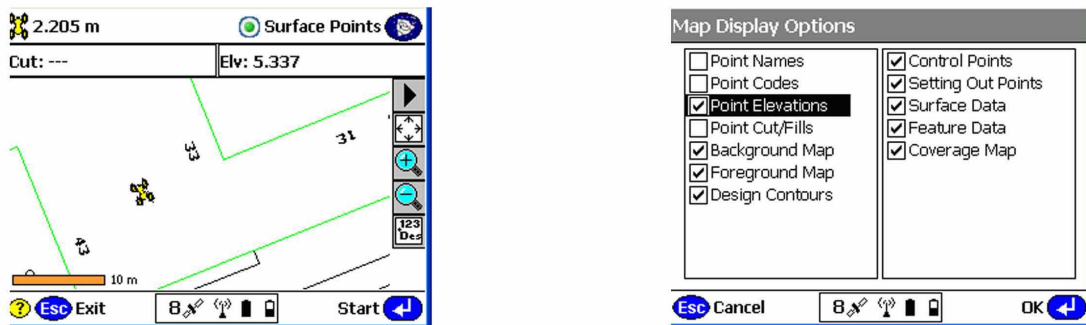 2.205 m Surface Points
Cut: --- Elv: 5.337
31
33
43
123
Des
10 m
? Esc Exit 8 Start
Map Display Options
Point Names
Point Codes
Point Elevations
Point Cut/Fills
Background Map
Foreground Map
Design Contours
Control Points
Setting Out Points
Surface Data
Feature Data
Coverage Map
Esc Cancel 8 OK